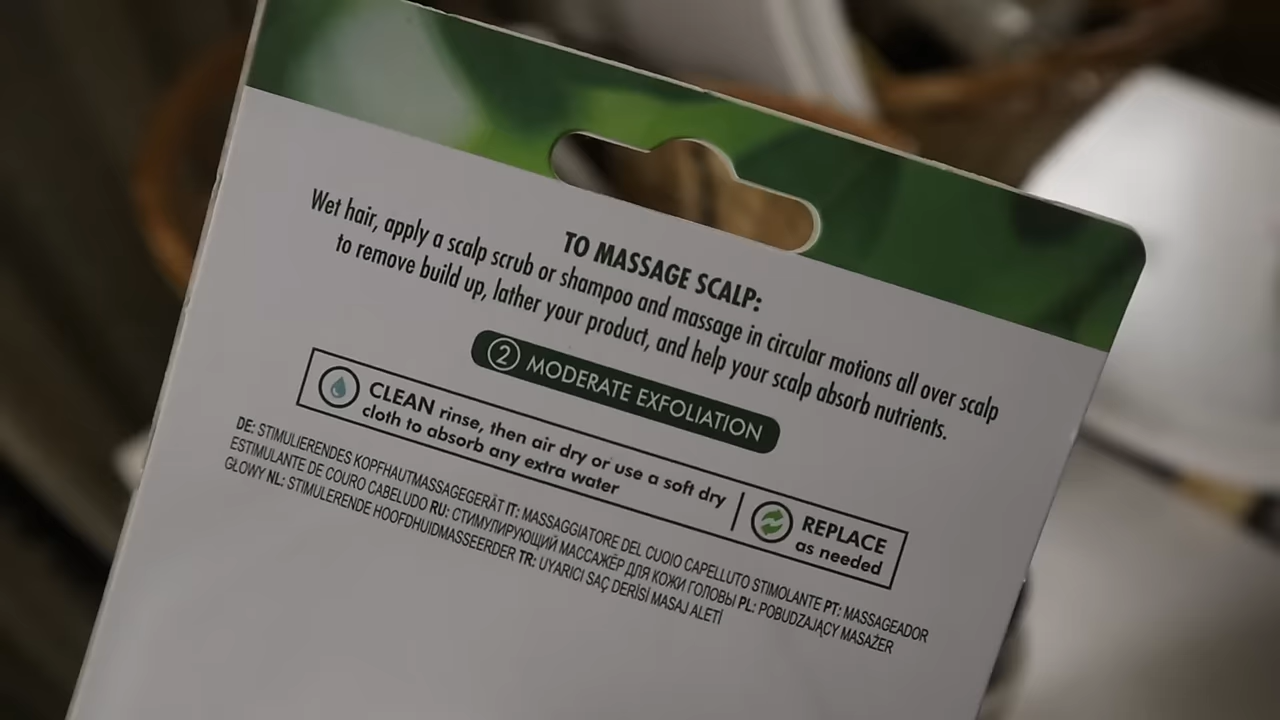 TO MASSAGE SCALP:
Wet hair, apply a scalp scrub or shampoo and massage in circular motions all over scalp
to remove build up, lather your product, and help your scalp absorb nutrients.
2 MODERATE EXFOLIATION
CLEAN rinse, then air dry or use a soft dry
cloth to absorb any extra water
REPLACE
as needed
DE: STIMULIERENDES KOPFHAUTMASSAGEGERÄT IT: MASSAGGIATORE DEL CUOIO CAPELLUTO STIMOLANTE PT: MASSAGEADOR
ESTIMULANTE DE COURO CABELUDO RU: СТИМУЛИРУЮЩИЙ МАССАЖЁР ДЛЯ КОЖИ ГОЛОВЫ PL: POBUDZAJĄCY MASAŻER
GŁOWY NL: STIMULERENDE HOOFDHUIDMASSEERDER TR: UYARICI SAÇ DERİSİ MASAJ ALETİ